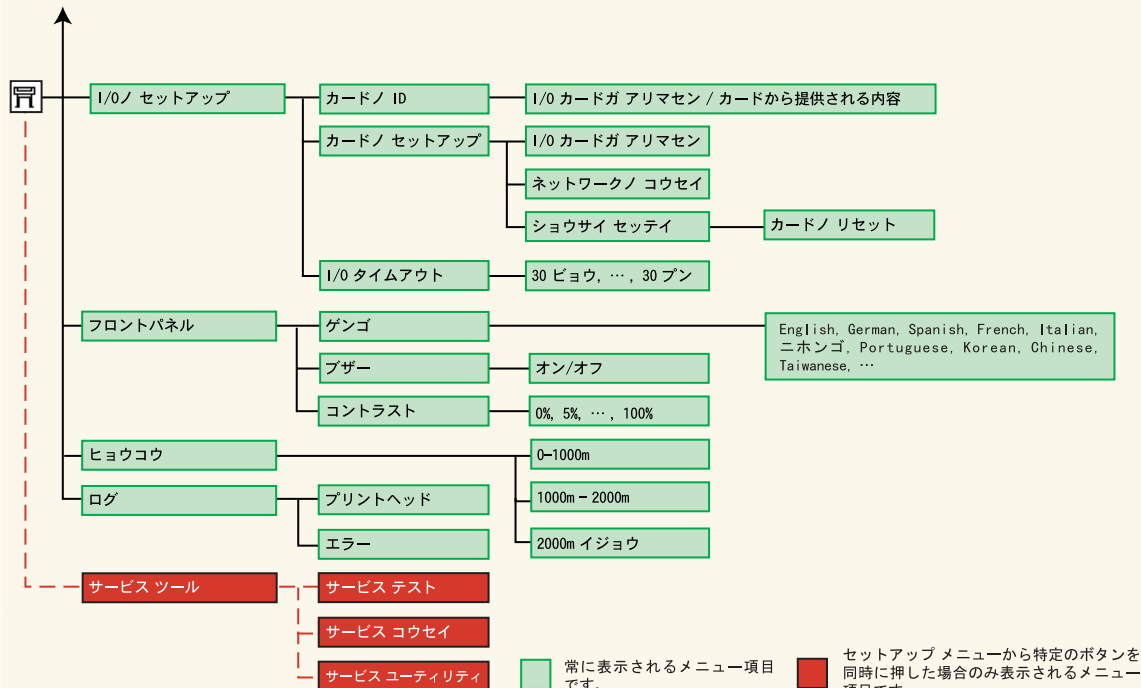 I/Oノ セットアップ
カードノ ID
I/O カードガ アリマセン / カードから提供される内容
カードノ セットアップ
I/O カードガ アリマセン
ネットワークノ コウセイ
ショウサイ セッテイ
カードノ リセット
I/O タイムアウト
30 ビョウ, …, 30 プン
フロントパネル
ゲンゴ
English, German, Spanish, French, Italian,
ニホンゴ, Portuguese, Korean, Chinese,
Taiwanese, …
ブザー
オン/オフ
コントラスト
0%, 5%, …, 100%
ヒョウコウ
0-1000m
1000m-2000m
2000m イジョウ
ログ
プリントヘッド
エラー
サービス ツール
サービス テスト
サービス コウセイ
サービス ユーティリティ
常に表示されるメニュー項目
です。
セットアップ メニューから特定のボタンを
同時に押した場合のみ表示されるメニュー
項目です